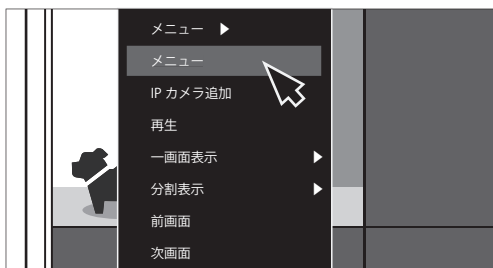 メニュー ▶
メニュー
IP カメラ追加
再生
一画面表示 ▶
分割表示 ▶
前画面
次画面